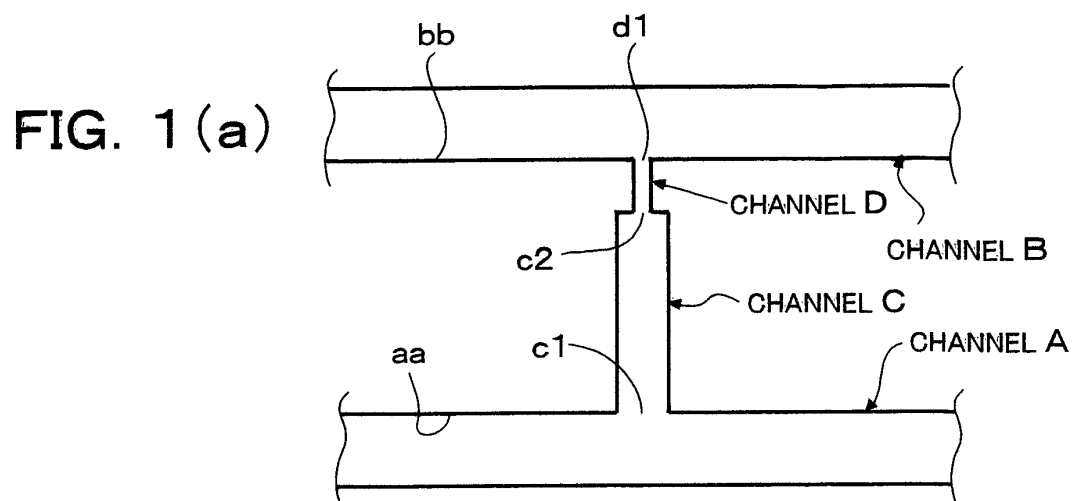 d1
bb
FIG. 1(a)
CHANNEL D
CHANNEL B
c2
CHANNEL C
c1
CHANNEL A
aa